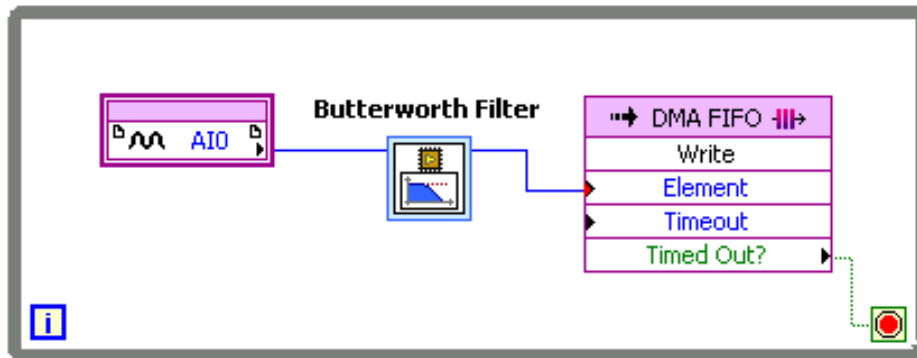 Butterworth Filter
AI0
DMA FIFO
Write
Element
Timeout
Timed Out?
i